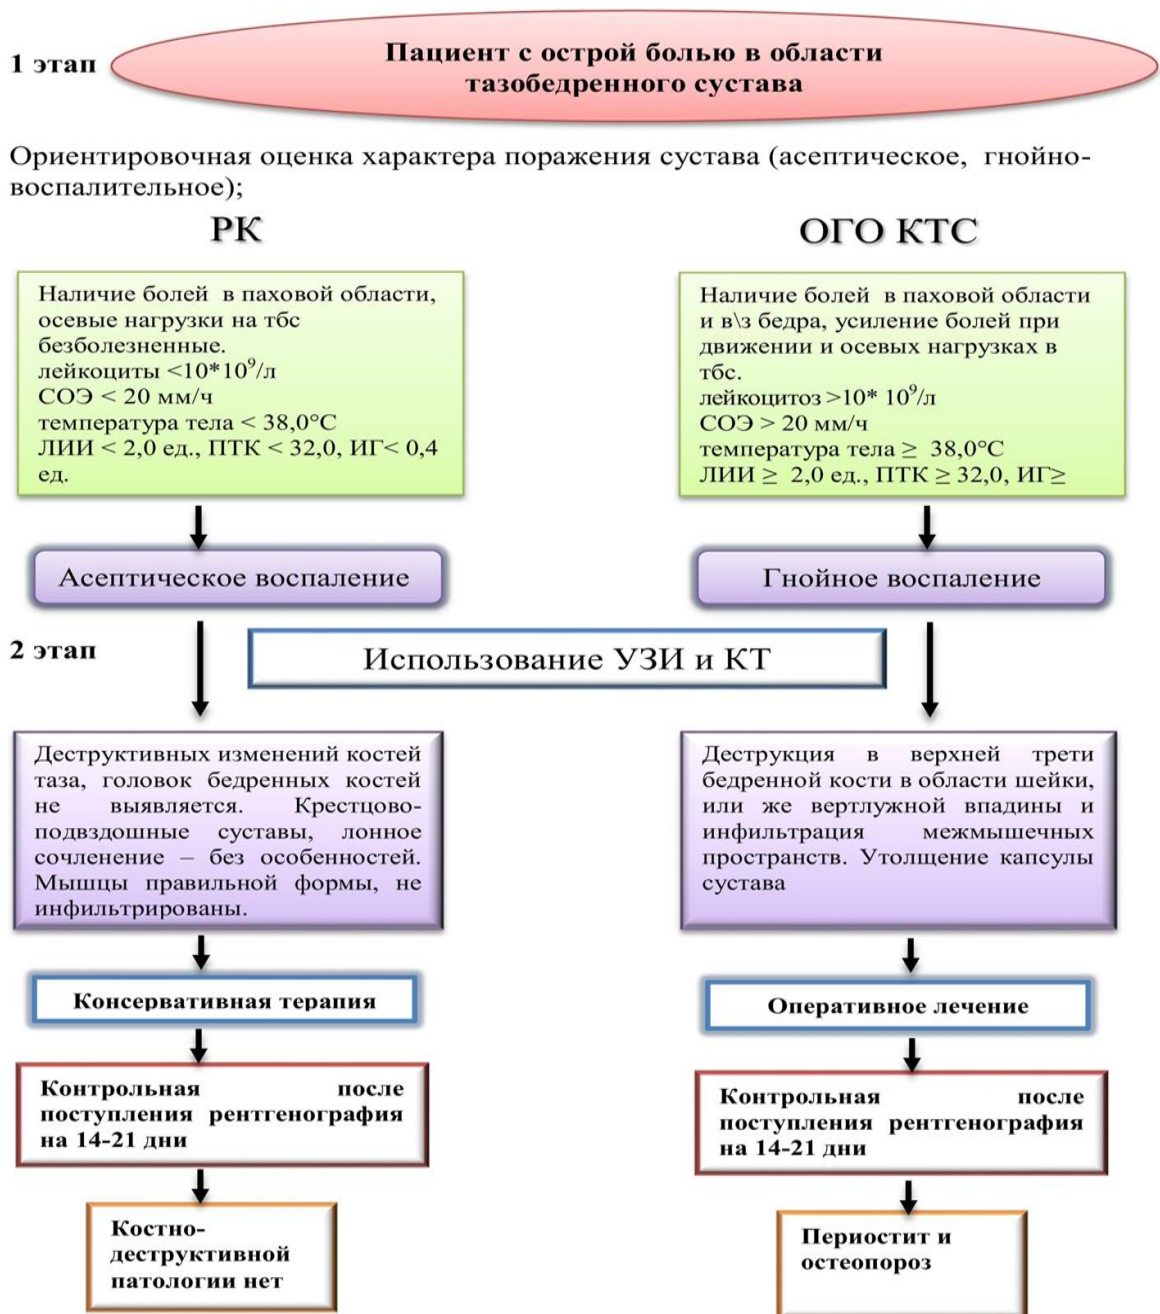 1 этап
Пациент с острой болью в области
тазобедренного сустава
Ориентировочная оценка характера поражения сустава (асептическое, гнойно-
воспалительное);
РК
Наличие болей в паховой области,
осевые нагрузки на тбс
безболезненные.
лейкоциты <10*10⁹/л
СОЭ < 20 мм/ч
температура тела < 38,0°С
ЛИИ < 2,0 ед., ПТК < 32,0, ИГ< 0,4
ед.
ОГО КТС
Наличие болей в паховой области
и в\з бедра, усиление болей при
движении и осевых нагрузках в
тбс.
лейкоцитоз >10* 10⁹/л
СОЭ > 20 мм/ч
температура тела ≥ 38,0°С
ЛИИ ≥ 2,0 ед., ПТК ≥ 32,0, ИГ≥
Асептическое воспаление
Гнойное воспаление
2 этап
Использование УЗИ и КТ
Деструктивных изменений костей
таза, головок бедренных костей
не выявляется. Крестцово-
подвздошные суставы, лонное
сочленение – без особенностей.
Мышцы правильной формы, не
инфильтрированы.
Деструкция в верхней трети
бедренной кости в области шейки,
или же вертлужной впадины и
инфильтрация межмышечных
пространств. Утолщение капсулы
сустава
Консервативная терапия
Оперативное лечение
Контрольная после
поступления рентгенография
на 14-21 дни
Контрольная после
поступления рентгенография
на 14-21 дни
Костно-
деструктивной
патологии нет
Периостит и
остеопороз